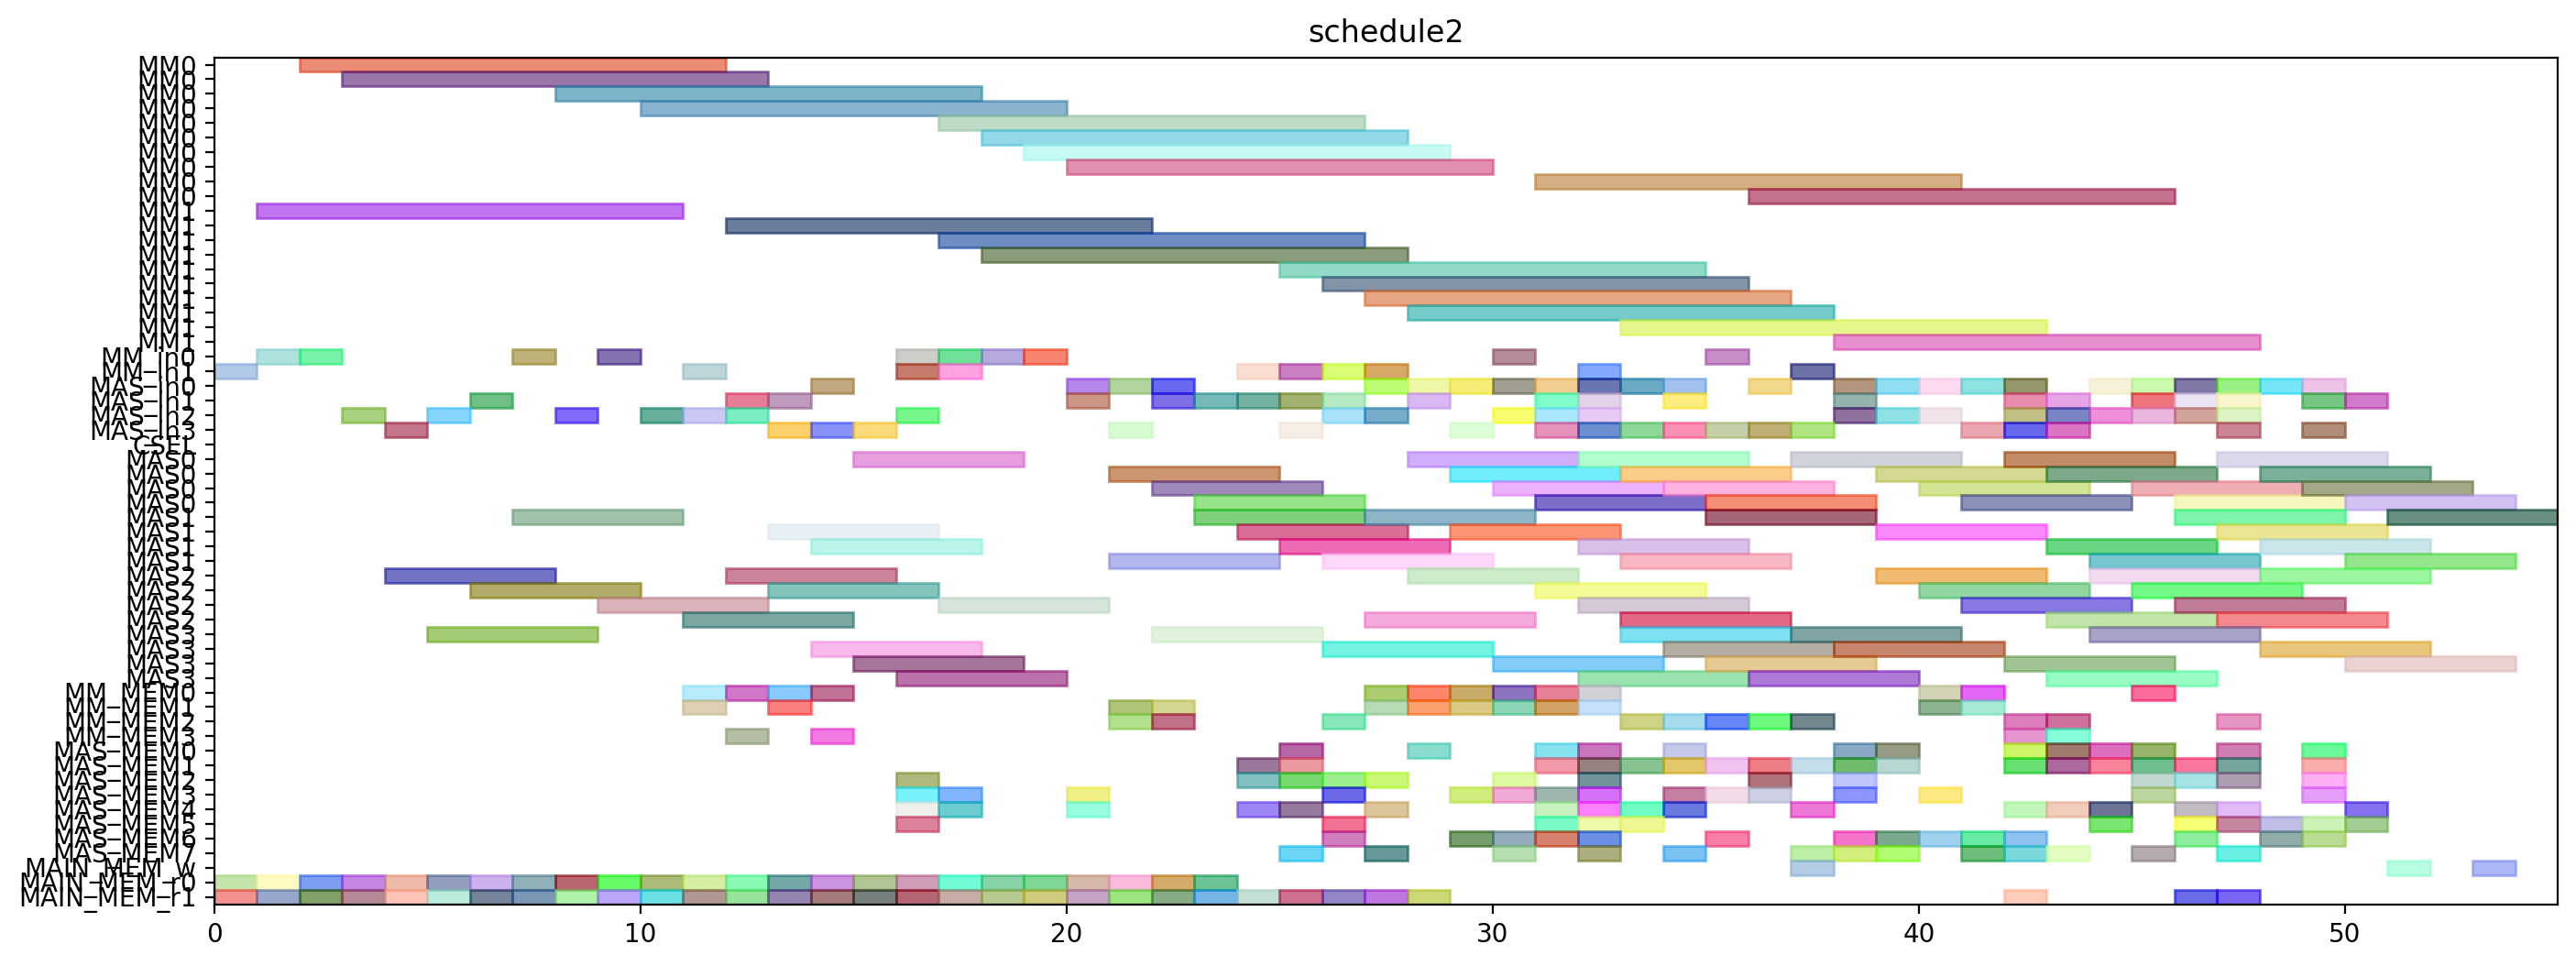 schedule2
MM0
MM0
MM0
MM0
MM0
MM0
MM0
MM0
MM0
MM0
MM1
MM1
MM1
MM1
MM1
MM1
MM1
MM1
MM1
MM1
MM_in0
MM_in1
MAS_in0
MAS_in1
MAS_in2
MAS_in3
CSEL
MAS0
MAS0
MAS0
MAS0
MAS1
MAS1
MAS1
MAS1
MAS2
MAS2
MAS2
MAS2
MAS3
MAS3
MAS3
MAS3
MM_MEM0
MM_MEM1
MM_MEM2
MM_MEM3
MAS_MEM0
MAS_MEM1
MAS_MEM2
MAS_MEM3
MAS_MEM4
MAS_MEM5
MAS_MEM6
MAS_MEM7
MAIN_MEM_w
MAIN_MEM_r0
MAIN_MEM_r1
0 10 20 30 40 50